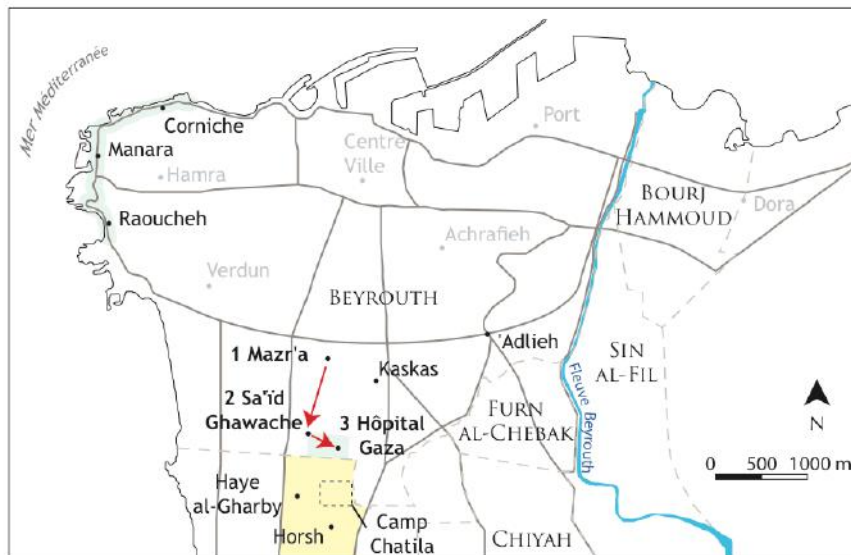 Mer Méditerranée
Corniche
Manara
Hamra
Centre
Ville
Port
BOURJ
HAMMOUD
Dora
Raoucheh
Achrafieh
Verdun
BEYROUTH
1 Mazr'a
'Adlieh
SIN
AL-FIL
Kaskas
Fleuve Beyrouth
2 Sa'ïd
Ghawache
3 Hôpital
Gaza
FURN
AL-CHEBAK
N
0 500 1000 m
Haye
al-Gharby
Horsh
Camp
Chatila
CHIYAH